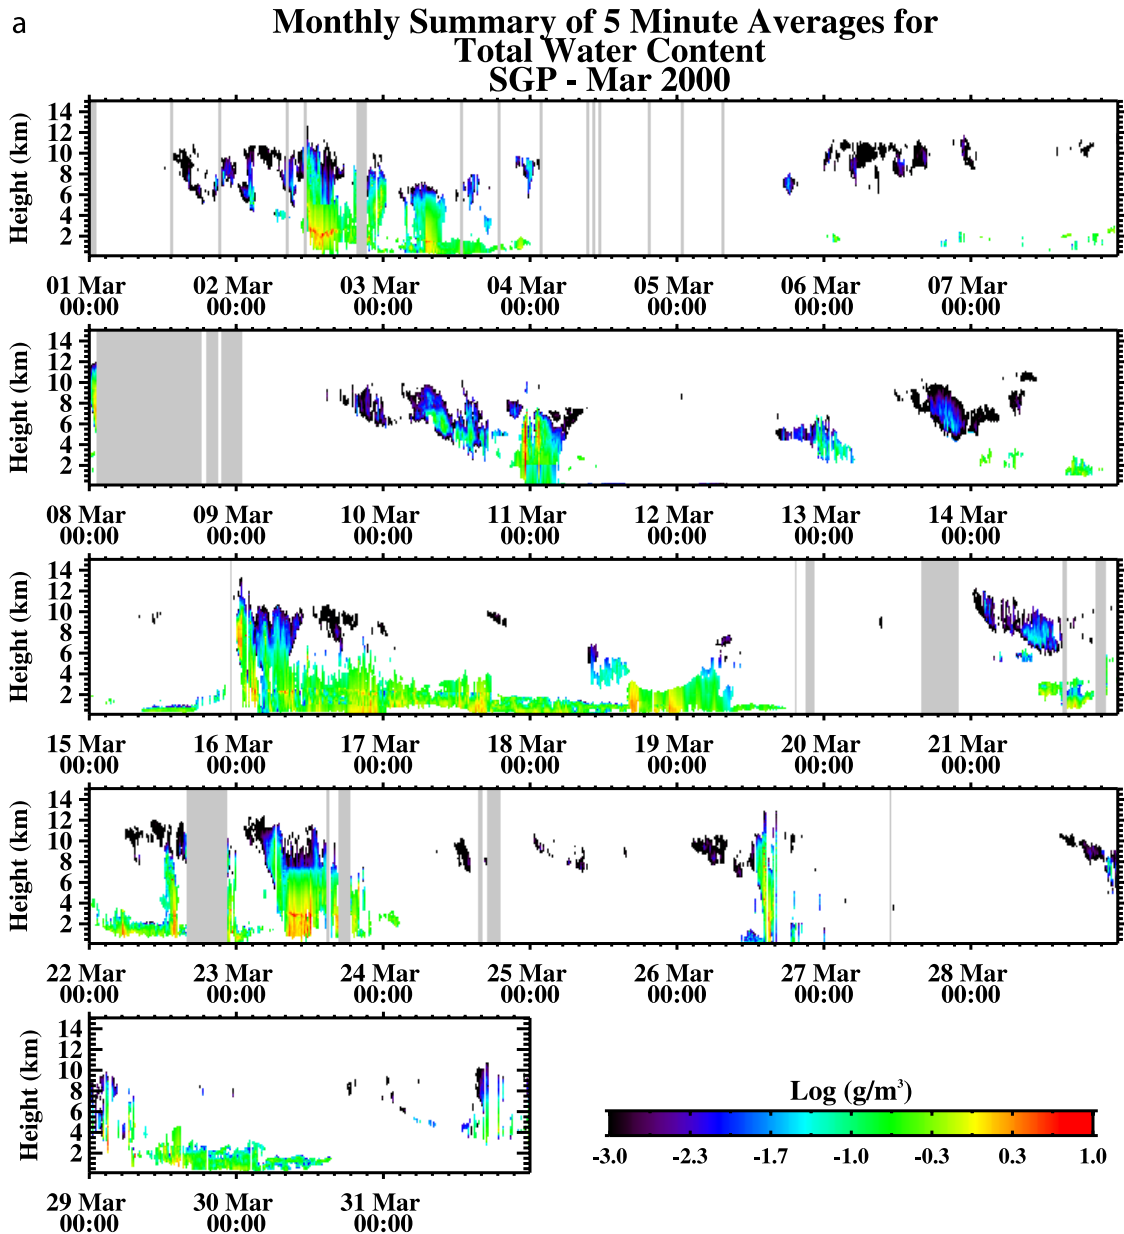 a
Monthly Summary of 5 Minute Averages for
Total Water Content
SGP - Mar 2000
Height (km)
14
12
10
8
6
4
2
01 Mar 02 Mar 03 Mar 04 Mar 05 Mar 06 Mar 07 Mar
00:00 00:00 00:00 00:00 00:00 00:00 00:00
Height (km)
14
12
10
8
6
4
2
08 Mar 09 Mar 10 Mar 11 Mar 12 Mar 13 Mar 14 Mar
00:00 00:00 00:00 00:00 00:00 00:00 00:00
Height (km)
14
12
10
8
6
4
2
15 Mar 16 Mar 17 Mar 18 Mar 19 Mar 20 Mar 21 Mar
00:00 00:00 00:00 00:00 00:00 00:00 00:00
Height (km)
14
12
10
8
6
4
2
22 Mar 23 Mar 24 Mar 25 Mar 26 Mar 27 Mar 28 Mar
00:00 00:00 00:00 00:00 00:00 00:00 00:00
Height (km)
14
12
10
8
6
4
2
29 Mar 30 Mar 31 Mar
00:00 00:00 00:00
Log (g/m³)
-3.0 -2.3 -1.7 -1.0 -0.3 0.3 1.0